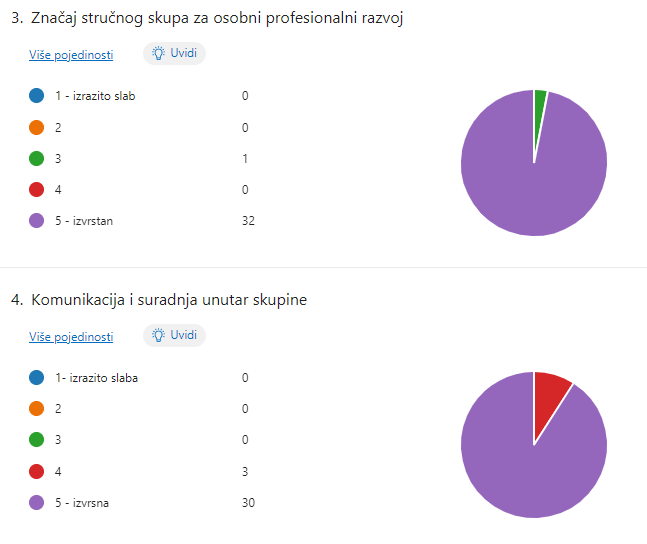 3. Značaj stručnog skupa za osobni profesionalni razvoj
Više pojedinosti
Uvidi
1 - izrazito slab 0
2 0
3 1
4 0
5 - izvrstan 32
4. Komunikacija i suradnja unutar skupine
Više pojedinosti
Uvidi
1- izrazito slaba 0
2 0
3 0
4 3
5 - izvrsna 30